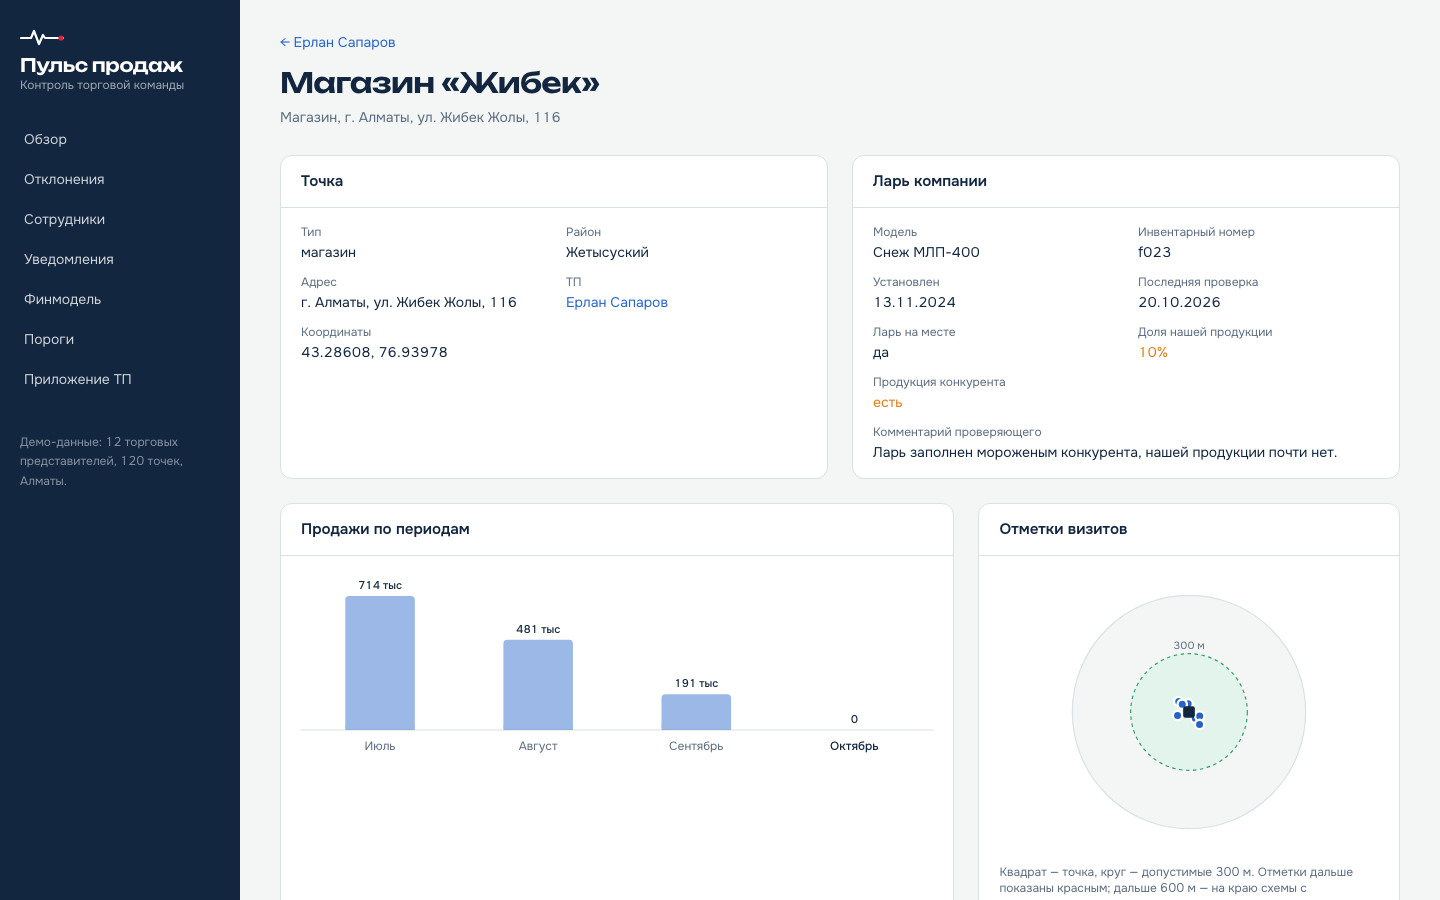 Пульс продаж
Контроль торговой команды
Обзор
Отклонения
Сотрудники
Уведомления
Финмодель
Пороги
Приложение ТП
Демо-данные: 12 торговых
представителей, 120 точек,
Алматы.
← Ерлан Сапаров
Магазин «Жибек»
Магазин, г. Алматы, ул. Жибек Жолы, 116
Точка
Тип
магазин
Район
Жетысуский
Адрес
г. Алматы, ул. Жибек Жолы, 116
ТП
Ерлан Сапаров
Координаты
43.28608, 76.93978
Ларь компании
Модель
Снеж МЛП-400
Инвентарный номер
f023
Установлен
13.11.2024
Последняя проверка
20.10.2026
Ларь на месте
да
Доля нашей продукции
10%
Продукция конкурента
есть
Комментарий проверяющего
Ларь заполнен мороженым конкурента, нашей продукции почти нет.
Продажи по периодам
714 тыс
481 тыс
191 тыс
0
Июль
Август
Сентябрь
Октябрь
Отметки визитов
300 м
Квадрат — точка, круг — допустимые 300 м. Отметки дальше
показаны красным; дальше 600 м — на краю схемы с